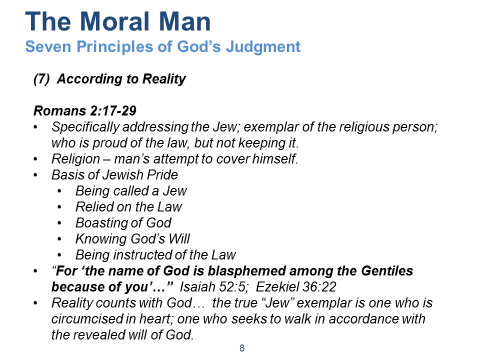 The Moral Man
Seven Principles of God's Judgment
(7) According to Reality
Romans 2:17-29
• Specifically addressing the Jew; exemplar of the religious person;
who is proud of the law, but not keeping it.
• Religion – man's attempt to cover himself.
• Basis of Jewish Pride
• Being called a Jew
• Relied on the Law
• Boasting of God
• Knowing God's Will
• Being instructed of the Law
• "For 'the name of God is blasphemed among the Gentiles
because of you'…" Isaiah 52:5; Ezekiel 36:22
• Reality counts with God… the true "Jew" exemplar is one who is
circumcised in heart; one who seeks to walk in accordance with
the revealed will of God.
8